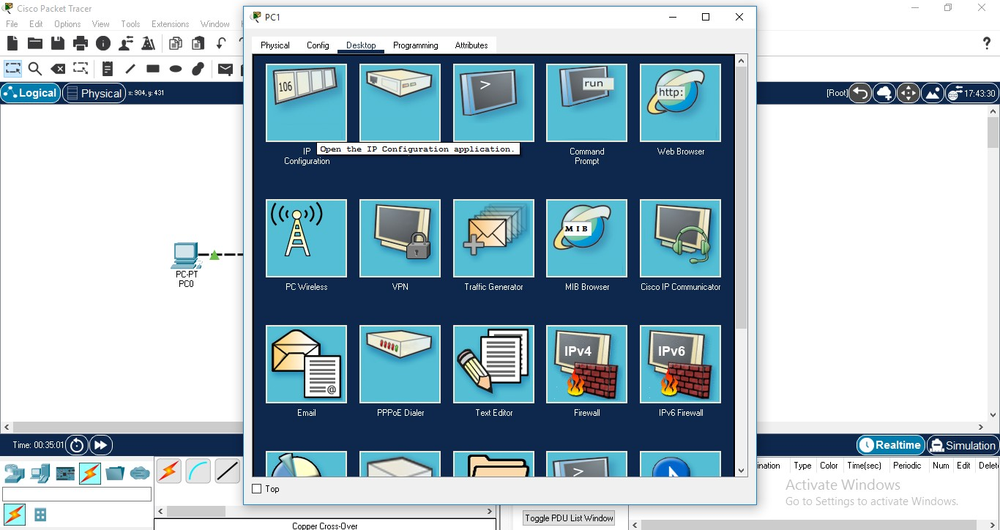 Cisco Packet Tracer
File Edit Options View Tools Extensions Window
PC1
Physical Config Desktop Programming Attributes
?
Logical
Physical
x: 904, y: 431
[Root]
17:43:30
106
>
run
http:
Open the IP Configuration application.
IP
Configuration
Command
Prompt
Web Browser
MIB
PC Wireless
VPN
Traffic Generator
MIB Browser
Cisco IP Communicator
PC-PT
PC0
@
IPv4
IPv6
Email
PPPoE Dialer
Text Editor
Firewall
IPv6 Firewall
>
Time: 00:35:01
Realtime
Simulation
Top
ination Type Color Time(sec) Periodic Num Edit Delet
Activate Windows
Go to Settings to activate Windows.
Toggle PDU List Window
Copper Cross-Over